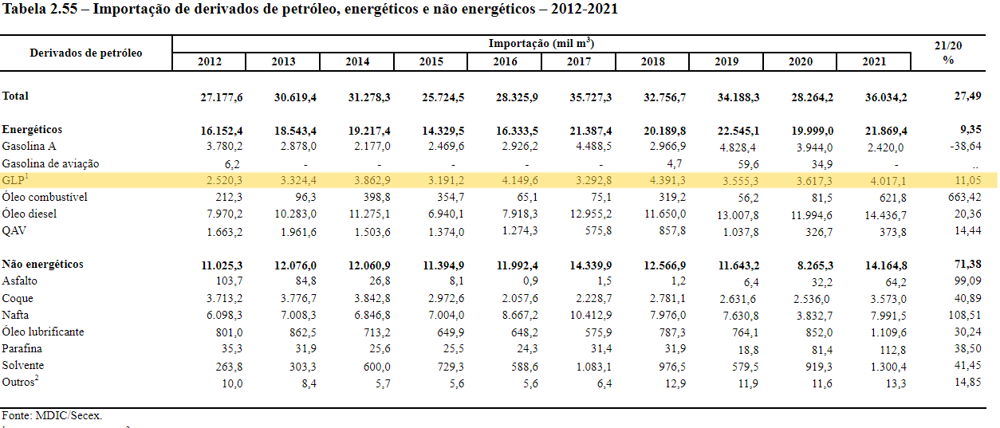 Tabela 2.55 – Importação de derivados de petróleo, energéticos e não energéticos – 2012-2021
Derivados de petróleo Importação (mil m³) 21/20 %
2012 2013 2014 2015 2016 2017 2018 2019 2020 2021
Total 27.177,6 30.619,4 31.278,3 25.724,5 28.325,9 35.727,3 32.756,7 34.188,3 28.264,2 36.034,2 27,49
Energéticos 16.152,4 18.543,4 19.217,4 14.329,5 16.333,5 21.387,4 20.189,8 22.545,1 19.999,0 21.869,4 9,35
Gasolina A 3.780,2 2.878,0 2.177,0 2.469,6 2.926,2 4.488,5 2.966,9 4.828,4 3.944,0 2.420,0 -38,64
Gasolina de aviação 6,2 - - - - - 4,7 59,6 34,9 - ..
GLP¹ 2.520,3 3.324,4 3.862,9 3.191,2 4.149,6 3.292,8 4.391,3 3.555,3 3.617,3 4.017,1 11,05
Óleo combustível 212,3 96,3 398,8 354,7 65,1 75,1 319,2 56,2 81,5 621,8 663,42
Óleo diesel 7.970,2 10.283,0 11.275,1 6.940,1 7.918,3 12.955,2 11.650,0 13.007,8 11.994,6 14.436,7 20,36
QAV 1.663,2 1.961,6 1.503,6 1.374,0 1.274,3 575,8 857,8 1.037,8 326,7 373,8 14,44
Não energéticos 11.025,3 12.076,0 12.060,9 11.394,9 11.992,4 14.339,9 12.566,9 11.643,2 8.265,3 14.164,8 71,38
Asfalto 103,7 84,8 26,8 8,1 0,9 1,5 1,2 6,4 32,2 64,2 99,09
Coque 3.713,2 3.776,7 3.842,8 2.972,6 2.057,6 2.228,7 2.781,1 2.631,6 2.536,0 3.573,0 40,89
Nafta 6.098,3 7.008,3 6.846,8 7.004,0 8.667,2 10.412,9 7.976,0 7.630,8 3.832,7 7.991,5 108,51
Óleo lubrificante 801,0 862,5 713,2 649,9 648,2 575,9 787,3 764,1 852,0 1.109,6 30,24
Parafina 35,3 31,9 25,6 25,5 24,3 31,4 31,9 18,8 81,4 112,8 38,50
Solvente 263,8 303,3 600,0 729,3 588,6 1.083,1 976,5 579,5 919,3 1.300,4 41,45
Outros² 10,0 8,4 5,7 5,6 5,6 6,4 12,9 11,9 11,6 13,3 14,85
Fonte: MDIC/Secex.